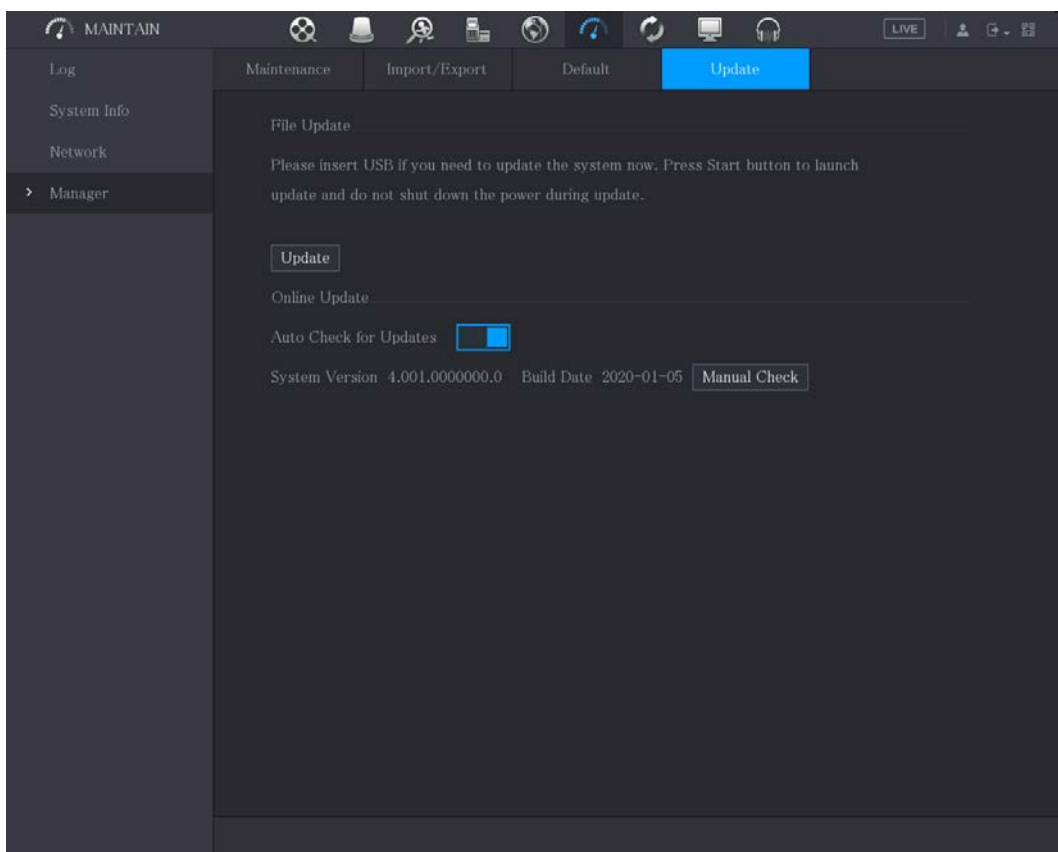 MAINTAIN
LIVE
Log
System Info
Network
Manager
Maintenance Import/Export Default Update
File Update
Please insert USB if you need to update the system now. Press Start button to launch
update and do not shut down the power during update.
Update
Online Update
Auto Check for Updates
System Version 4.001.0000000.0 Build Date 2020-01-05 Manual Check